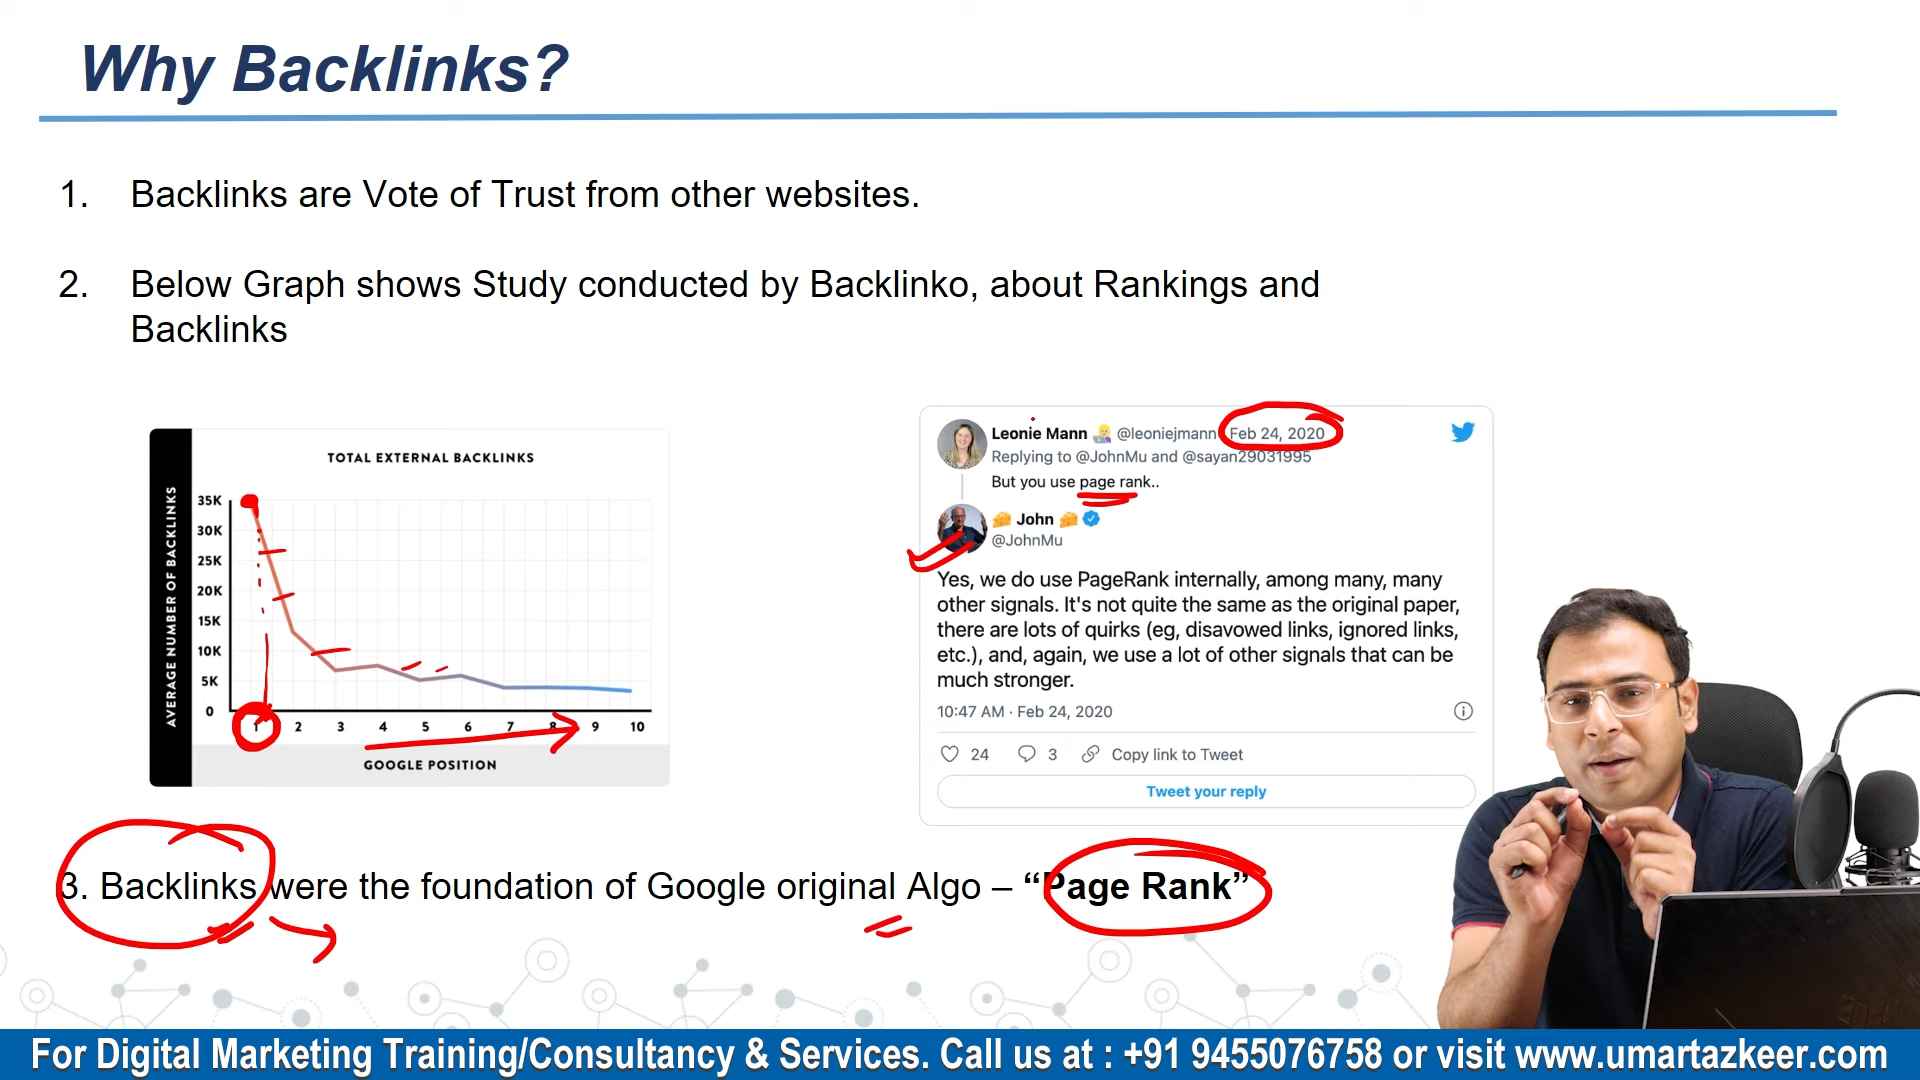 Why Backlinks?
1. Backlinks are Vote of Trust from other websites.
2. Below Graph shows Study conducted by Backlinko, about Rankings and
Backlinks
TOTAL EXTERNAL BACKLINKS
AVERAGE NUMBER OF BACKLINKS
35K
30K
25K
20K
15K
10K
5K
0
1 2 3 4 5 6 7 8 9 10
GOOGLE POSITION
Leonie Mann 👩🏼‍💻 @leoniejmann · Feb 24, 2020
Replying to @JohnMu and @sayan29031995
But you use page rank..
🧀 John 🧀
@JohnMu
Yes, we do use PageRank internally, among many, many
other signals. It's not quite the same as the original paper,
there are lots of quirks (eg, disavowed links, ignored links,
etc.), and, again, we use a lot of other signals that can be
much stronger.
10:47 AM · Feb 24, 2020
24 3 Copy link to Tweet
Tweet your reply
3. Backlinks were the foundation of Google original Algo – “Page Rank”
For Digital Marketing Training/Consultancy & Services. Call us at : +91 9455076758 or visit www.umartazkeer.com